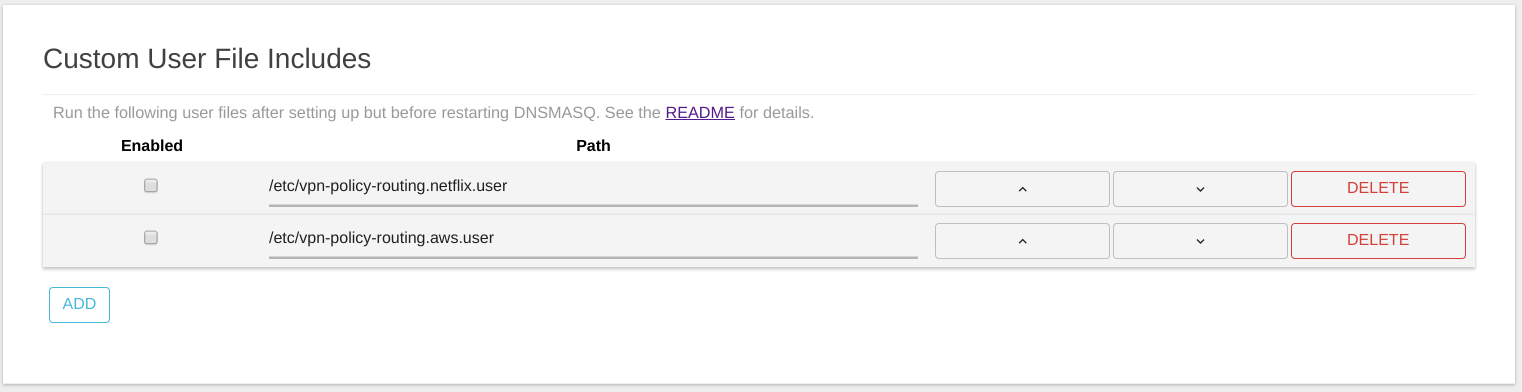 Custom User File Includes
Run the following user files after setting up but before restarting DNSMASQ. See the README for details.
Enabled Path
/etc/vpn-policy-routing.netflix.user DELETE
/etc/vpn-policy-routing.aws.user DELETE
ADD